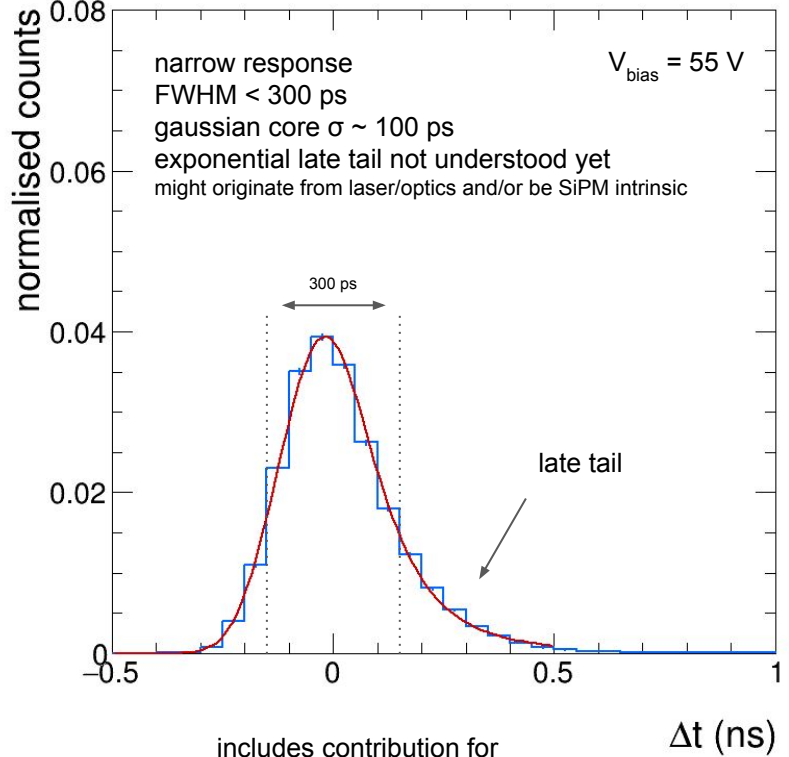 0.08
narrow response
V_bias = 55 V
FWHM < 300 ps
gaussian core σ ~ 100 ps
exponential late tail not understood yet
might originate from laser/optics and/or be SiPM intrinsic
normalised counts
0.06
300 ps
0.04
late tail
0.02
0
−0.5
0
0.5
1
Δt (ns)
includes contribution for